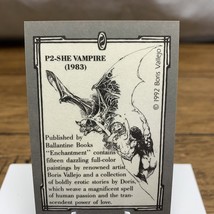 P2-SHE VAMPIRE
(1983)
© 1992 Boris Vallejo
Published by
Ballantine Books
"Enchantment" contains
fifteen dazzling full-color
paintings by renowned artist
Boris Vallejo and a collection
of boldly erotic stories by Doris,
which weave a magnificent spell
of human passion and the tran-
scendent power of love.